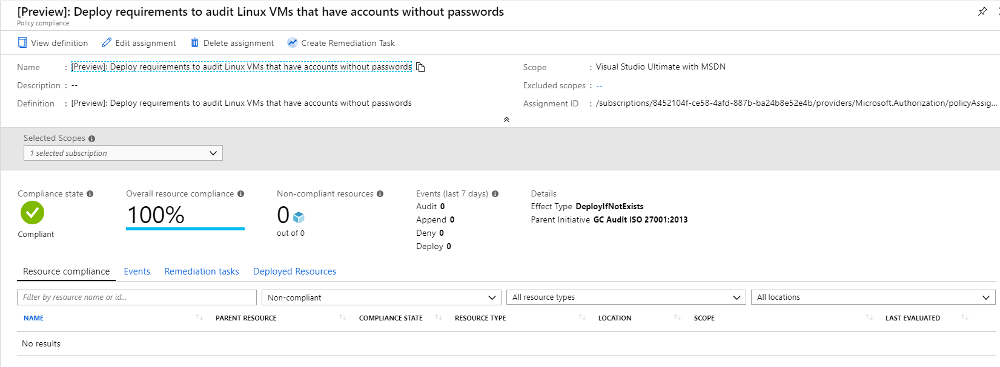 [Preview]: Deploy requirements to audit Linux VMs that have accounts without passwords
Policy compliance
View definition Edit assignment Delete assignment Create Remediation Task
Name : [Preview]: Deploy requirements to audit Linux VMs that have accounts without passwords
Scope : Visual Studio Ultimate with MSDN
Description : --
Excluded scopes : --
Definition : [Preview]: Deploy requirements to audit Linux VMs that have accounts without passwords
Assignment ID : /subscriptions/8452104f-ce58-4afd-887b-ba24b8e52e4b/providers/Microsoft.Authorization/policyAssig...
Selected Scopes
1 selected subscription
Compliance state
Compliant
Overall resource compliance
100%
Non-compliant resources
0
out of 0
Events (last 7 days)
Audit 0
Append 0
Deny 0
Deploy 0
Details
Effect Type DeployIfNotExists
Parent Initiative GC Audit ISO 27001:2013
Resource compliance Events Remediation tasks Deployed Resources
Filter by resource name or id... Non-compliant All resource types All locations
NAME PARENT RESOURCE COMPLIANCE STATE RESOURCE TYPE LOCATION SCOPE LAST EVALUATED
No results